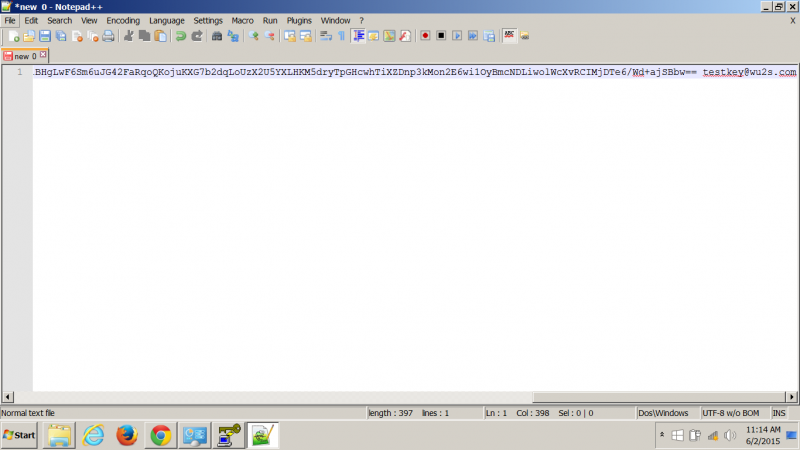 *new 0 - Notepad++
File Edit Search View Encoding Language Settings Macro Run Plugins Window ? X
new 0
1 BHgLwF6Sm6uJG42FaRqoQKojuKXG7b2dqLoUzX2U5YXLHKM5dryTpGHcwhTiXZDnp3kMon2E6wi1OyBmcNDLiwolWcXvRCIMjDTe6/Wd+ajSBbw== testkey@wu2s.com
Normal text file length : 397 lines : 1 Ln : 1 Col : 398 Sel : 0 | 0 Dos\Windows UTF-8 w/o BOM INS
Start
11:14 AM
6/2/2015